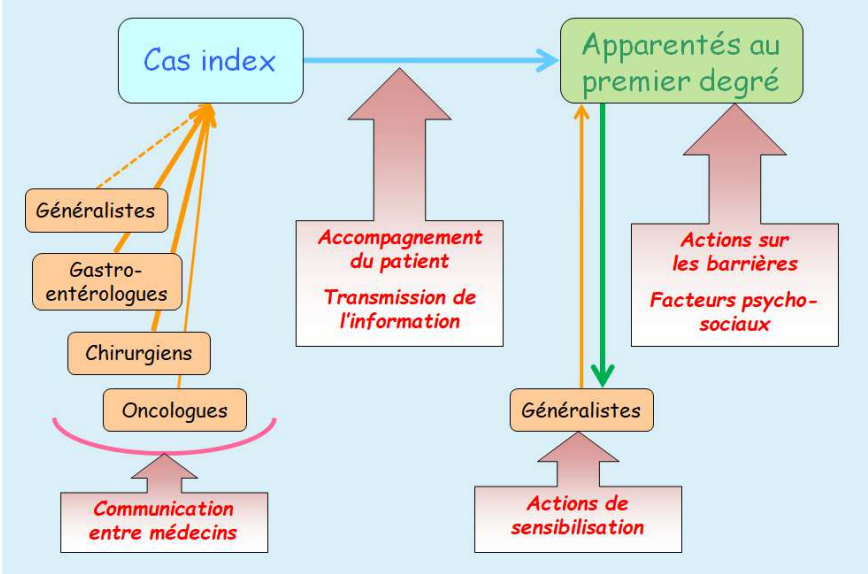 Cas index
Apparentés au
premier degré
Généralistes
Gastro-
entérologues
Chirurgiens
Oncologues
Accompagnement
du patient
Transmission de
l'information
Actions sur
les barrières
Facteurs psycho-
sociaux
Généralistes
Communication
entre médecins
Actions de
sensibilisation